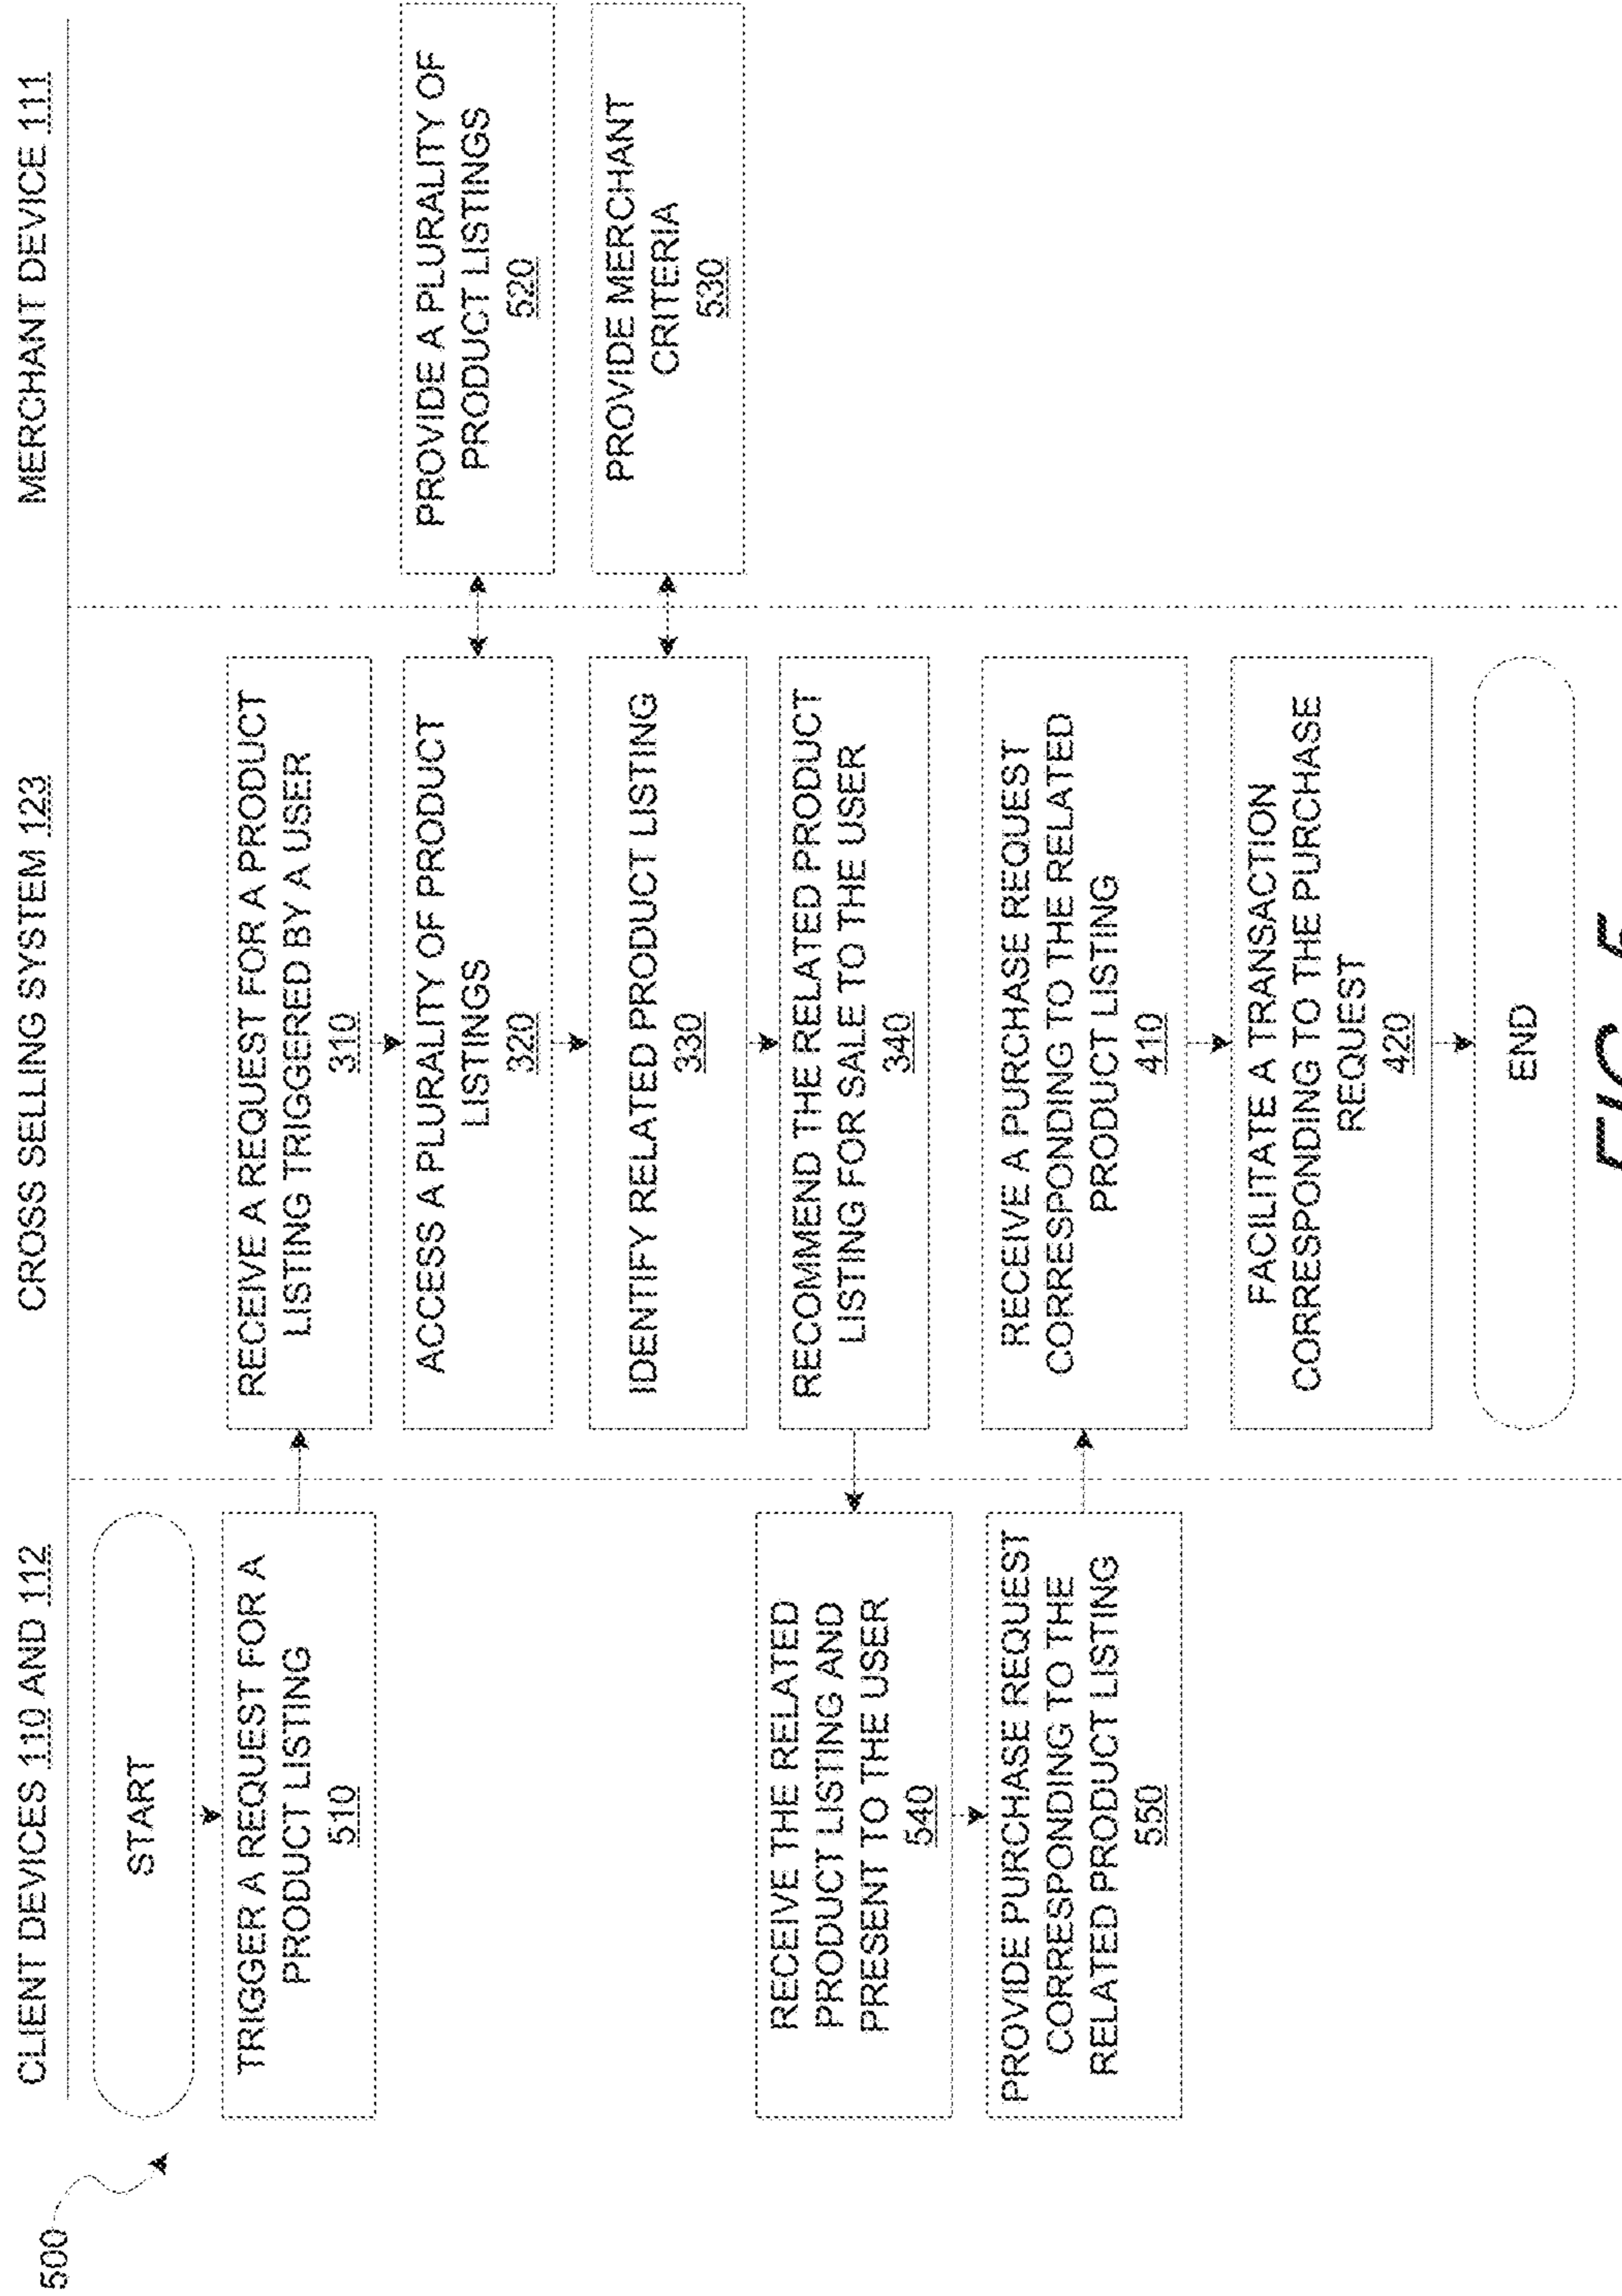 500
CLIENT DEVICES 110 AND 112
CROSS SELLING SYSTEM 123
MERCHANT DEVICE 111
START
TRIGGER A REQUEST FOR A
PRODUCT LISTING
510
RECEIVE A REQUEST FOR A PRODUCT
LISTING TRIGGERED BY A USER
310
ACCESS A PLURALITY OF PRODUCT
LISTINGS
320
PROVIDE A PLURALITY OF
PRODUCT LISTINGS
520
IDENTIFY RELATED PRODUCT LISTING
330
PROVIDE MERCHANT
CRITERIA
530
RECOMMEND THE RELATED PRODUCT
LISTING FOR SALE TO THE USER
340
RECEIVE THE RELATED
PRODUCT LISTING AND
PRESENT TO THE USER
540
PROVIDE PURCHASE REQUEST
CORRESPONDING TO THE
RELATED PRODUCT LISTING
550
RECEIVE A PURCHASE REQUEST
CORRESPONDING TO THE RELATED
PRODUCT LISTING
410
FACILITATE A TRANSACTION
CORRESPONDING TO THE PURCHASE
REQUEST
420
END